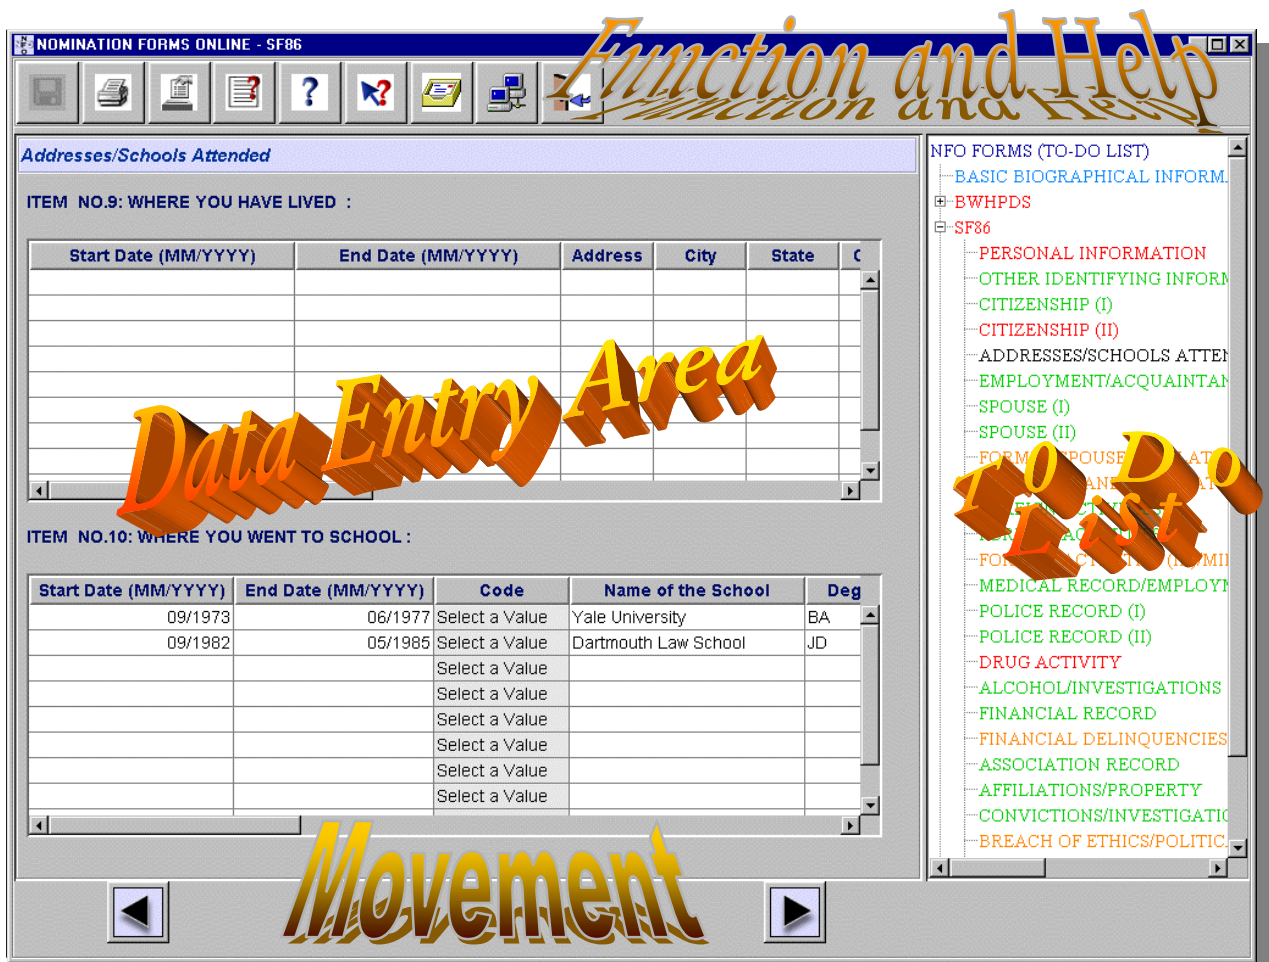 NOMINATION FORMS ONLINE - SF86
Function and Help
Addresses/Schools Attended
ITEM NO.9: WHERE YOU HAVE LIVED :
Start Date (MM/YYYY) End Date (MM/YYYY) Address City State C
Data Entry Area
ITEM NO.10: WHERE YOU WENT TO SCHOOL :
Start Date (MM/YYYY) End Date (MM/YYYY) Code Name of the School Deg
09/1973 06/1977 Select a Value Yale University BA
09/1982 05/1985 Select a Value Dartmouth Law School JD
Select a Value
Select a Value
Select a Value
Select a Value
Select a Value
Select a Value
Movement
NFO FORMS (TO-DO LIST)
BASIC BIOGRAPHICAL INFORM.
BWHPDS
SF86
PERSONAL INFORMATION
OTHER IDENTIFYING INFORM
CITIZENSHIP (I)
CITIZENSHIP (II)
ADDRESSES/SCHOOLS ATTEN
EMPLOYMENT/ACQUAINTAN
SPOUSE (I)
SPOUSE (II)
To Do
List
MEDICAL RECORD/EMPLOYM
POLICE RECORD (I)
POLICE RECORD (II)
DRUG ACTIVITY
ALCOHOL/INVESTIGATIONS
FINANCIAL RECORD
FINANCIAL DELINQUENCIES
ASSOCIATION RECORD
AFFILIATIONS/PROPERTY
CONVICTIONS/INVESTIGATIO
BREACH OF ETHICS/POLITIC.